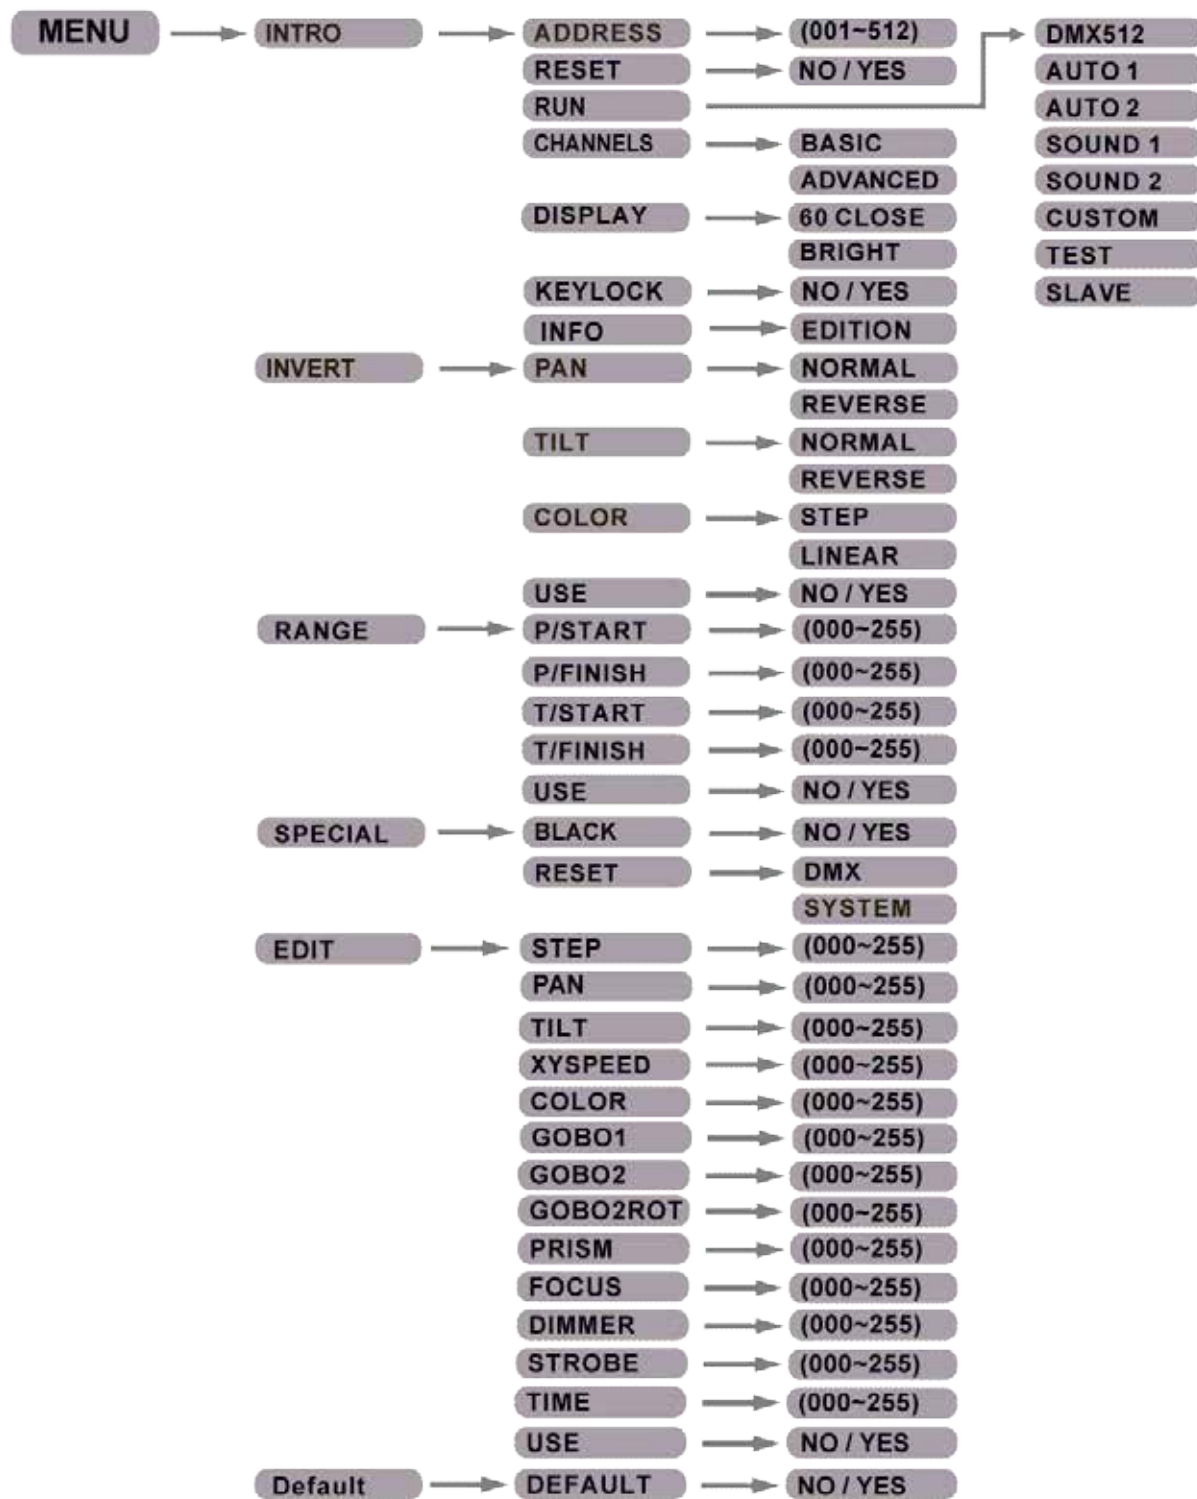 MENU INTRO ADDRESS (001~512) DMX512
RESET NO / YES AUTO 1
RUN AUTO 2
CHANNELS BASIC SOUND 1
ADVANCED SOUND 2
DISPLAY 60 CLOSE CUSTOM
BRIGHT TEST
KEYLOCK NO / YES SLAVE
INFO EDITION
INVERT PAN NORMAL
REVERSE
TILT NORMAL
REVERSE
COLOR STEP
LINEAR
USE NO / YES
RANGE P/START (000~255)
P/FINISH (000~255)
T/START (000~255)
T/FINISH (000~255)
USE NO / YES
SPECIAL BLACK NO / YES
RESET DMX
SYSTEM
EDIT STEP (000~255)
PAN (000~255)
TILT (000~255)
XYSPEED (000~255)
COLOR (000~255)
GOBO1 (000~255)
GOBO2 (000~255)
GOBO2ROT (000~255)
PRISM (000~255)
FOCUS (000~255)
DIMMER (000~255)
STROBE (000~255)
TIME (000~255)
USE NO / YES
Default DEFAULT NO / YES